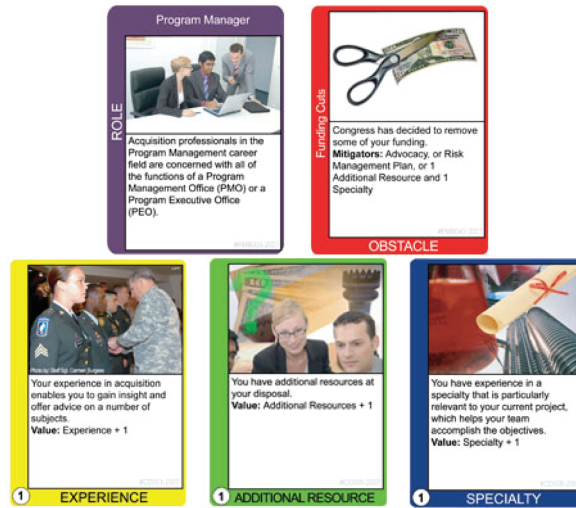 Program Manager
ROLE
Acquisition professionals in the
Program Management career
field are concerned with all of
the functions of a Program
Management Office (PMO) or a
Program Executive Office
(PEO).
Funding Cuts
Congress has decided to remove
some of your funding.
Mitigators: Advocacy, or Risk
Management Plan, or 1
Additional Resource and 1
Specialty
OBSTACLE
Photo by Staff Sgt. Carmen Burgess
Your experience in acquisition
enables you to gain insight and
offer advice on a number of
subjects.
Value: Experience + 1
1
EXPERIENCE
You have additional resources at
your disposal.
Value: Additional Resources + 1
1
ADDITIONAL RESOURCE
You have experience in a
specialty that is particularly
relevant to your current project,
which helps your team
accomplish the objectives.
Value: Specialty + 1
1
SPECIALTY